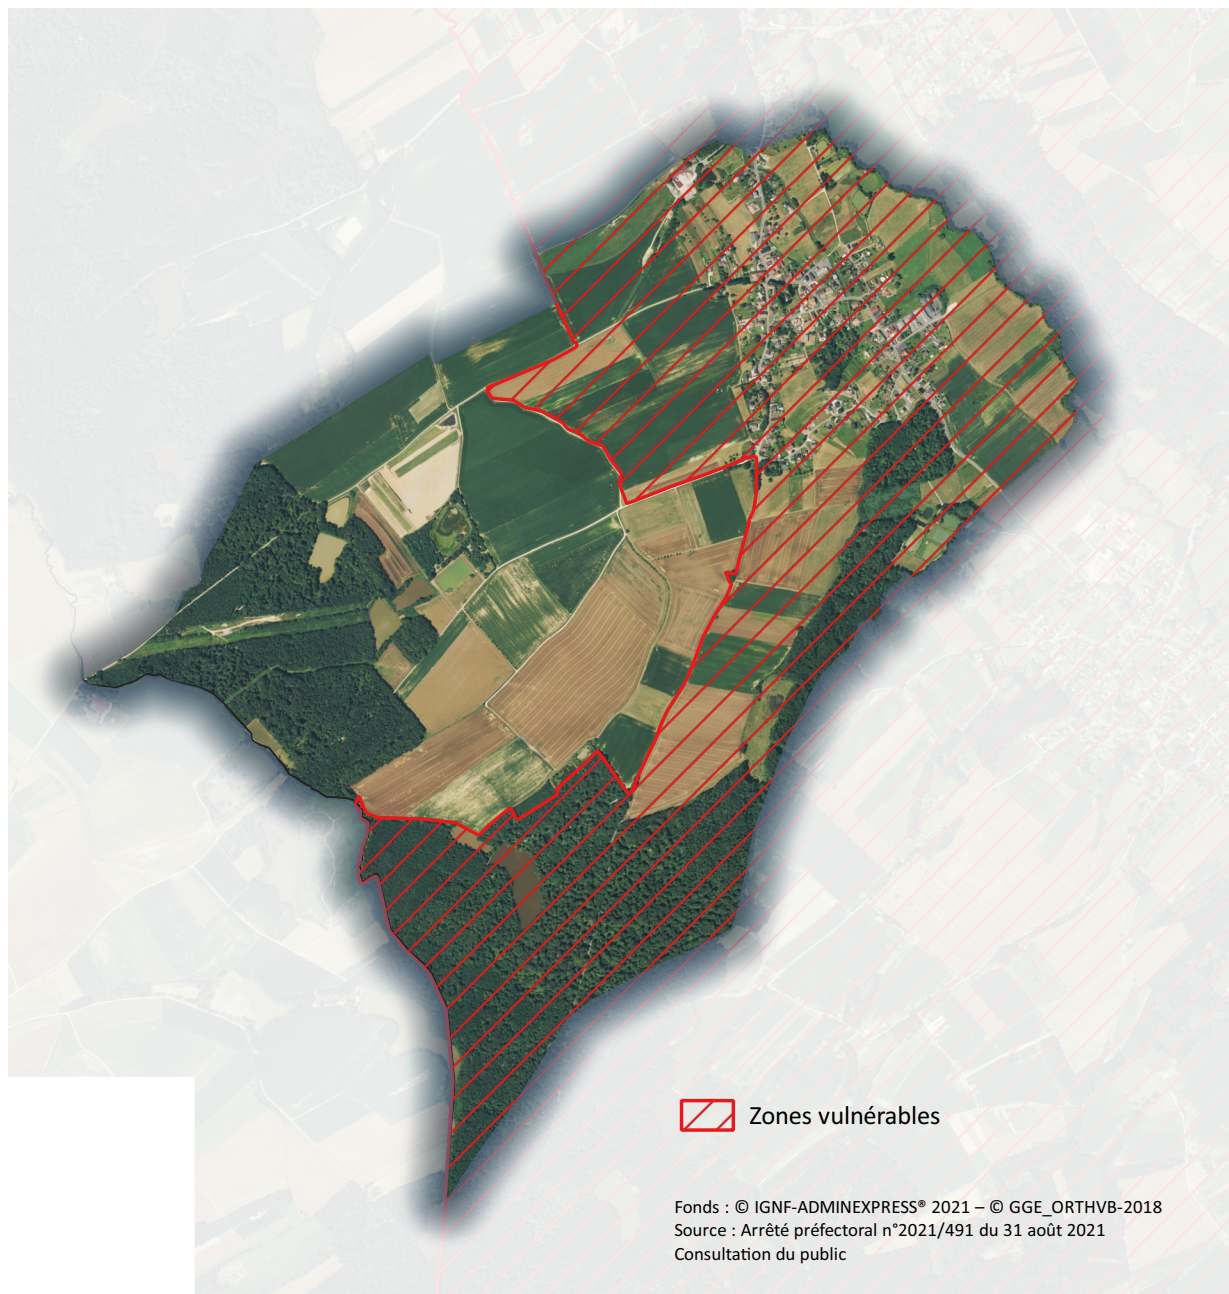 Zones vulnérables
Fonds : © IGNF-ADMINEXPRESS® 2021 – © GGE_ORTHVB-2018
Source : Arrêté préfectoral n°2021/491 du 31 août 2021
Consultation du public